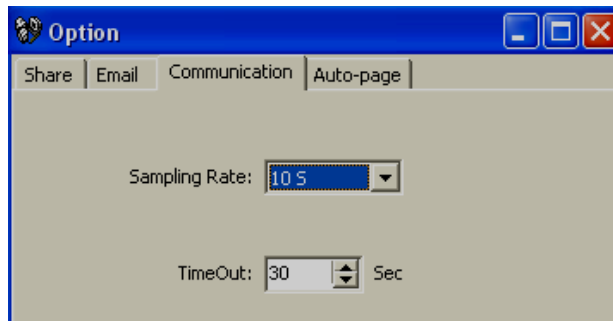 Option
Share Email Communication Auto-page
Sampling Rate: 10 S
TimeOut: 30 Sec